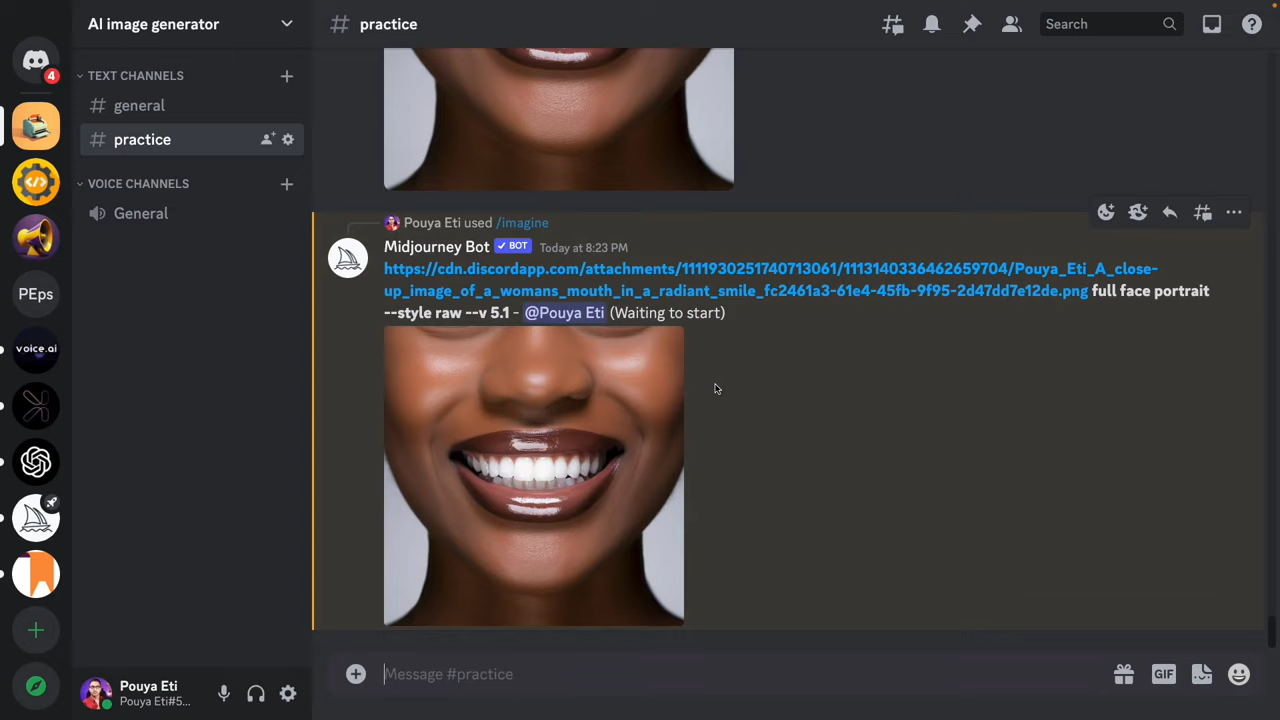 AI image generator
# practice
Search
4
TEXT CHANNELS
general
practice
VOICE CHANNELS
General
PEps
voice.ai
Pouya Eti used /imagine
Midjourney Bot ✓ BOT Today at 8:23 PM
https://cdn.discordapp.com/attachments/1111930251740713061/1113140336462659704/Pouya_Eti_A_close-
up_image_of_a_womans_mouth_in_a_radiant_smile_fc2461a3-61e4-45fb-9f95-2d47dd7e12de.png full face portrait
--style raw --v 5.1 - @Pouya Eti (Waiting to start)
Message #practice
GIF
Pouya Eti
Pouya Eti#5...